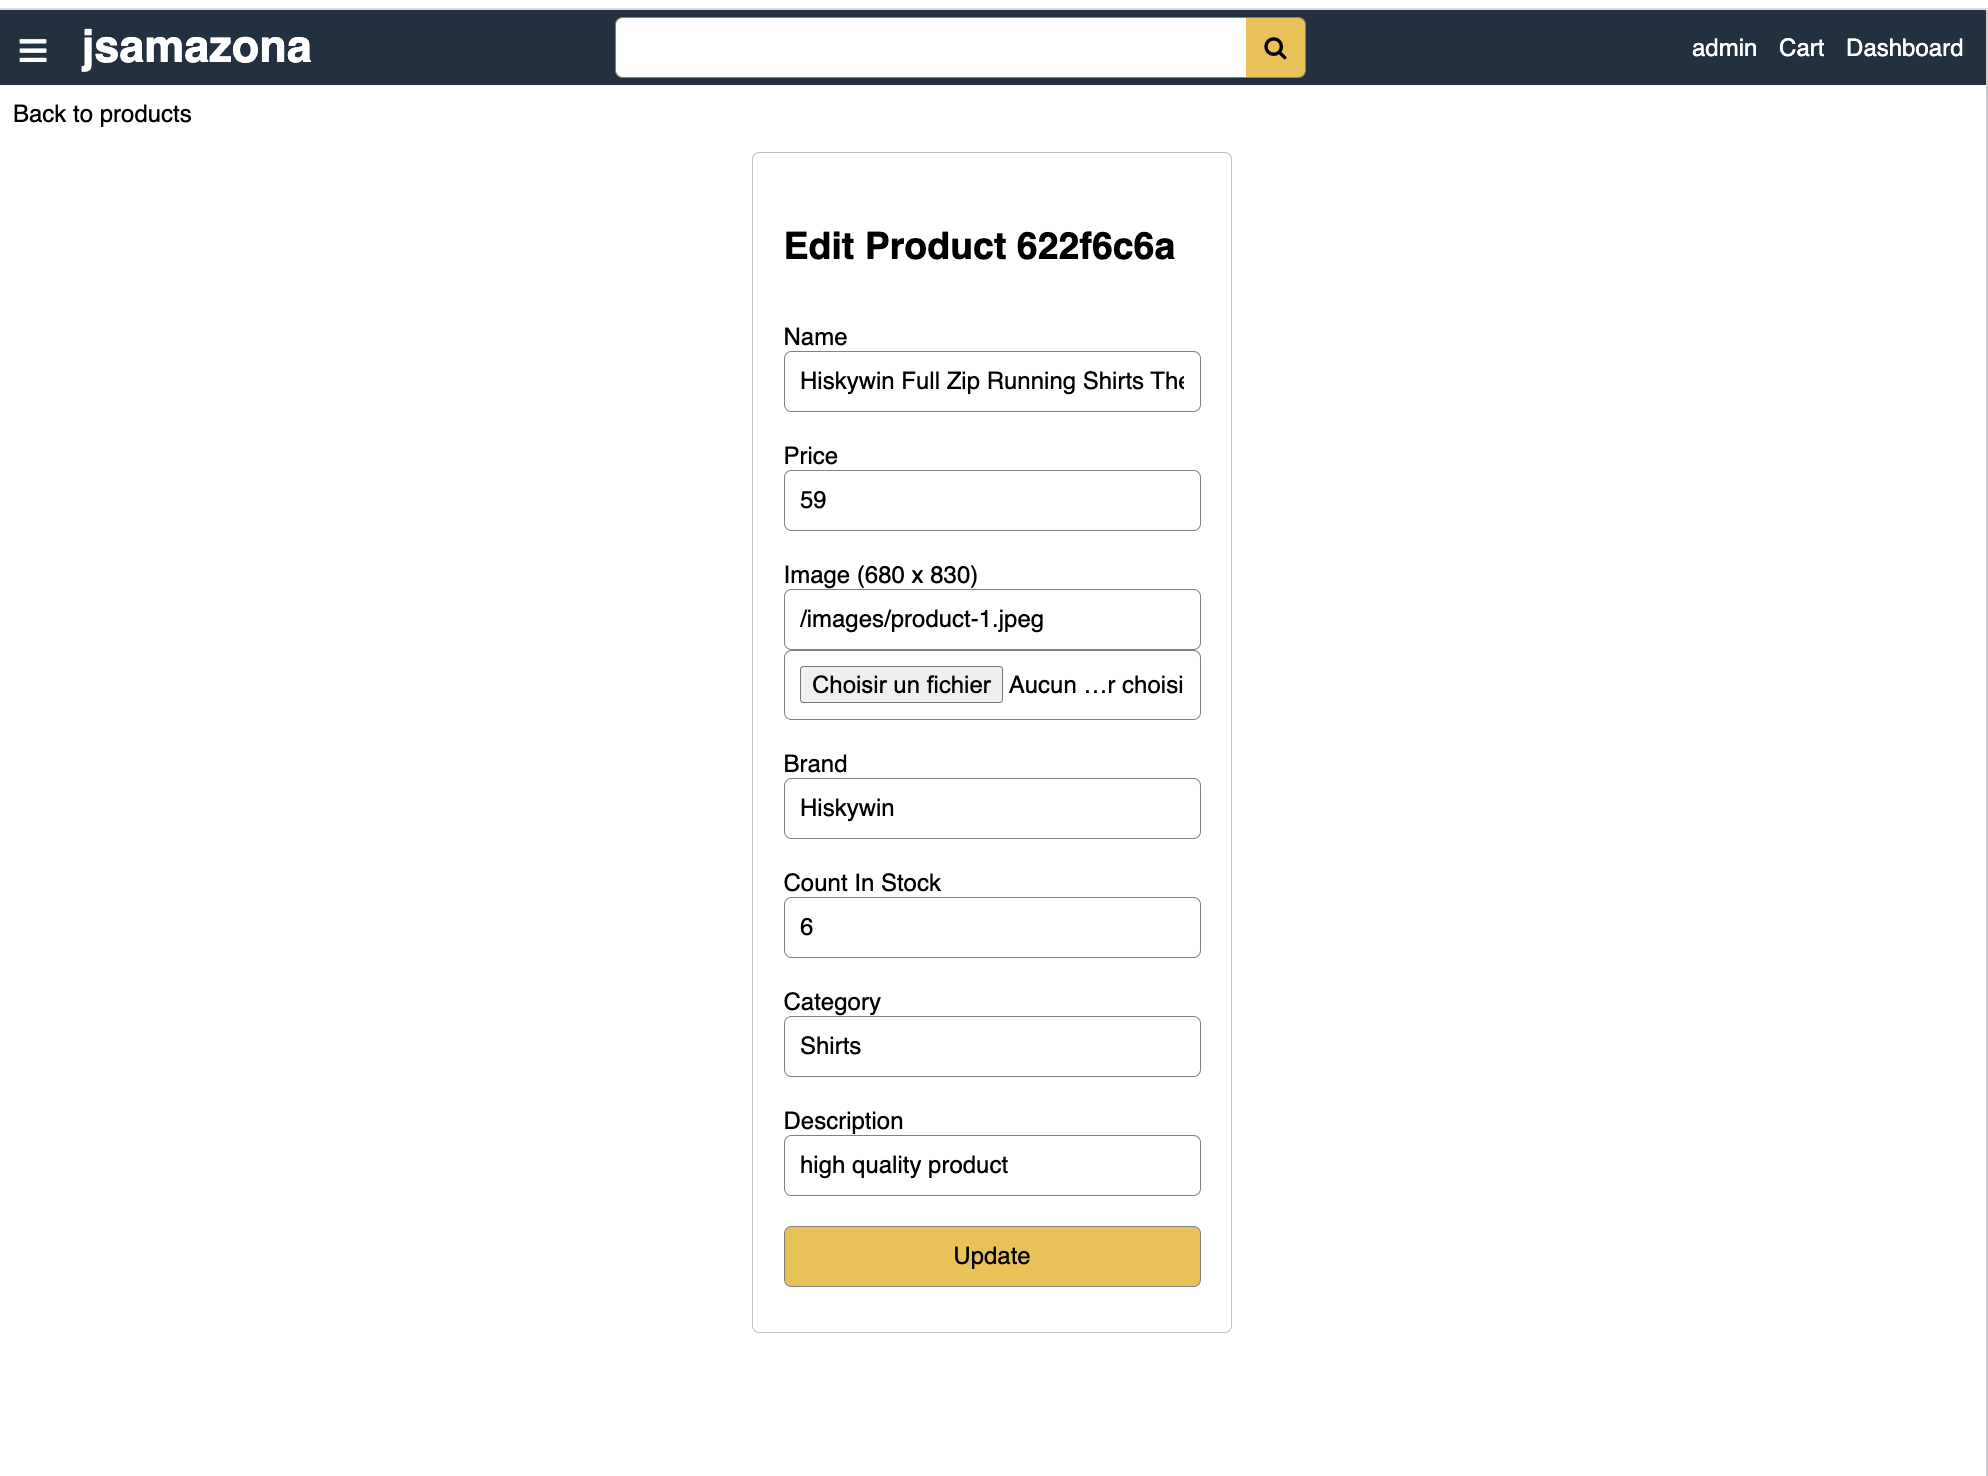 jsamazona
admin Cart Dashboard
Back to products
Edit Product 622f6c6a
Name
Hiskywin Full Zip Running Shirts The
Price
59
Image (680 x 830)
/images/product-1.jpeg
Choisir un fichier Aucun …r choisi
Brand
Hiskywin
Count In Stock
6
Category
Shirts
Description
high quality product
Update